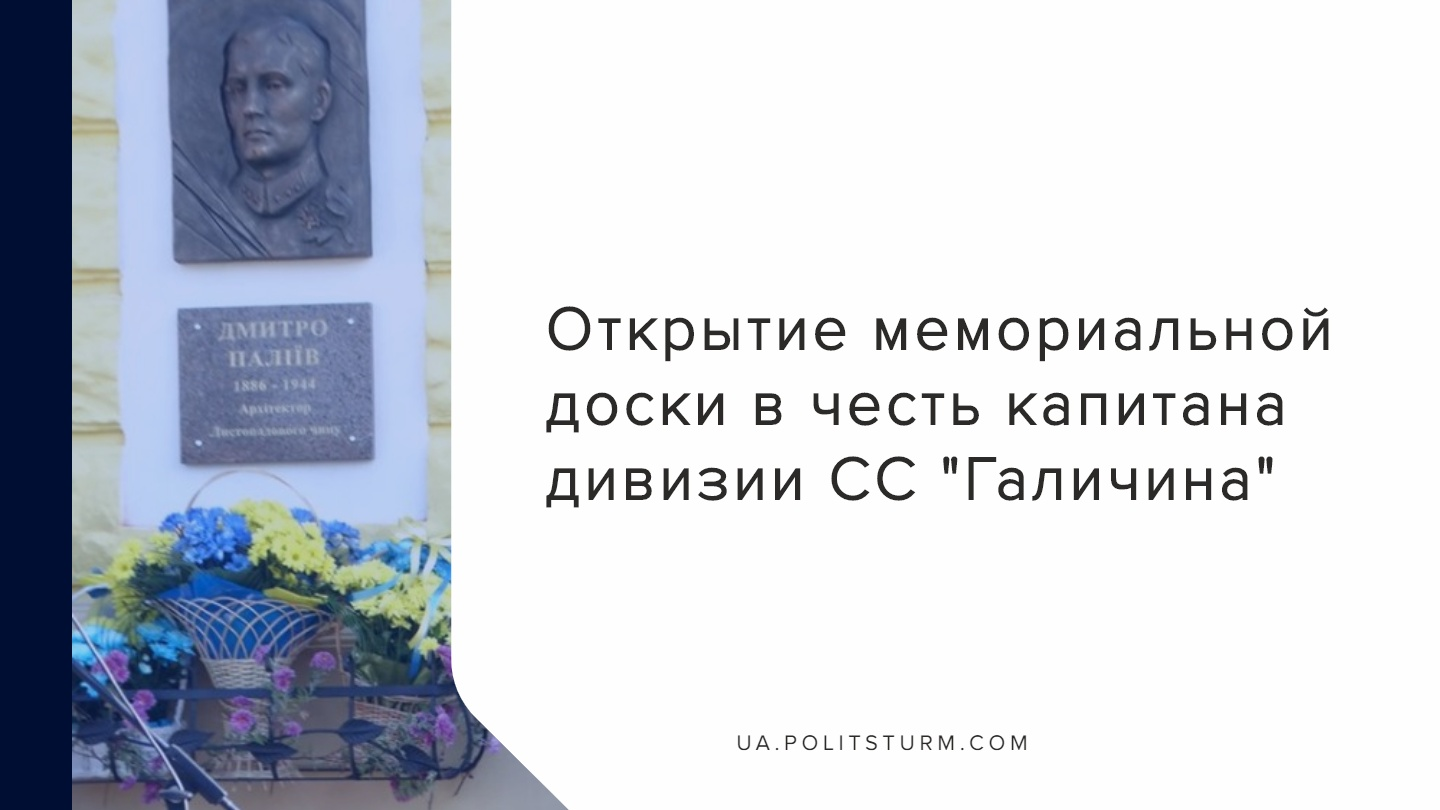 ДМИТРО
ПАЛІЇВ
1886 - 1944
Архітектор
Листопадового чину
Открытие мемориальной
доски в честь капитана
дивизии СС "Галичина"
UA.POLITSTURM.COM